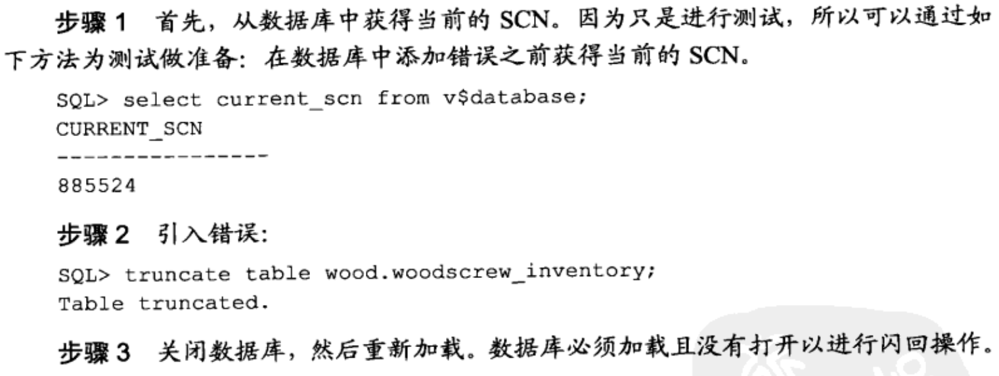 步骤 1 首先，从数据库中获得当前的 SCN。因为只是进行测试，所以可以通过如
下方法为测试做准备：在数据库中添加错误之前获得当前的 SCN。
SQL> select current_scn from v$database;
CURRENT_SCN
-----------------
885524
步骤 2 引入错误：
SQL> truncate table wood.woodscrew_inventory;
Table truncated.
步骤 3 关闭数据库，然后重新加载。数据库必须加载且没有打开以进行闪回操作。